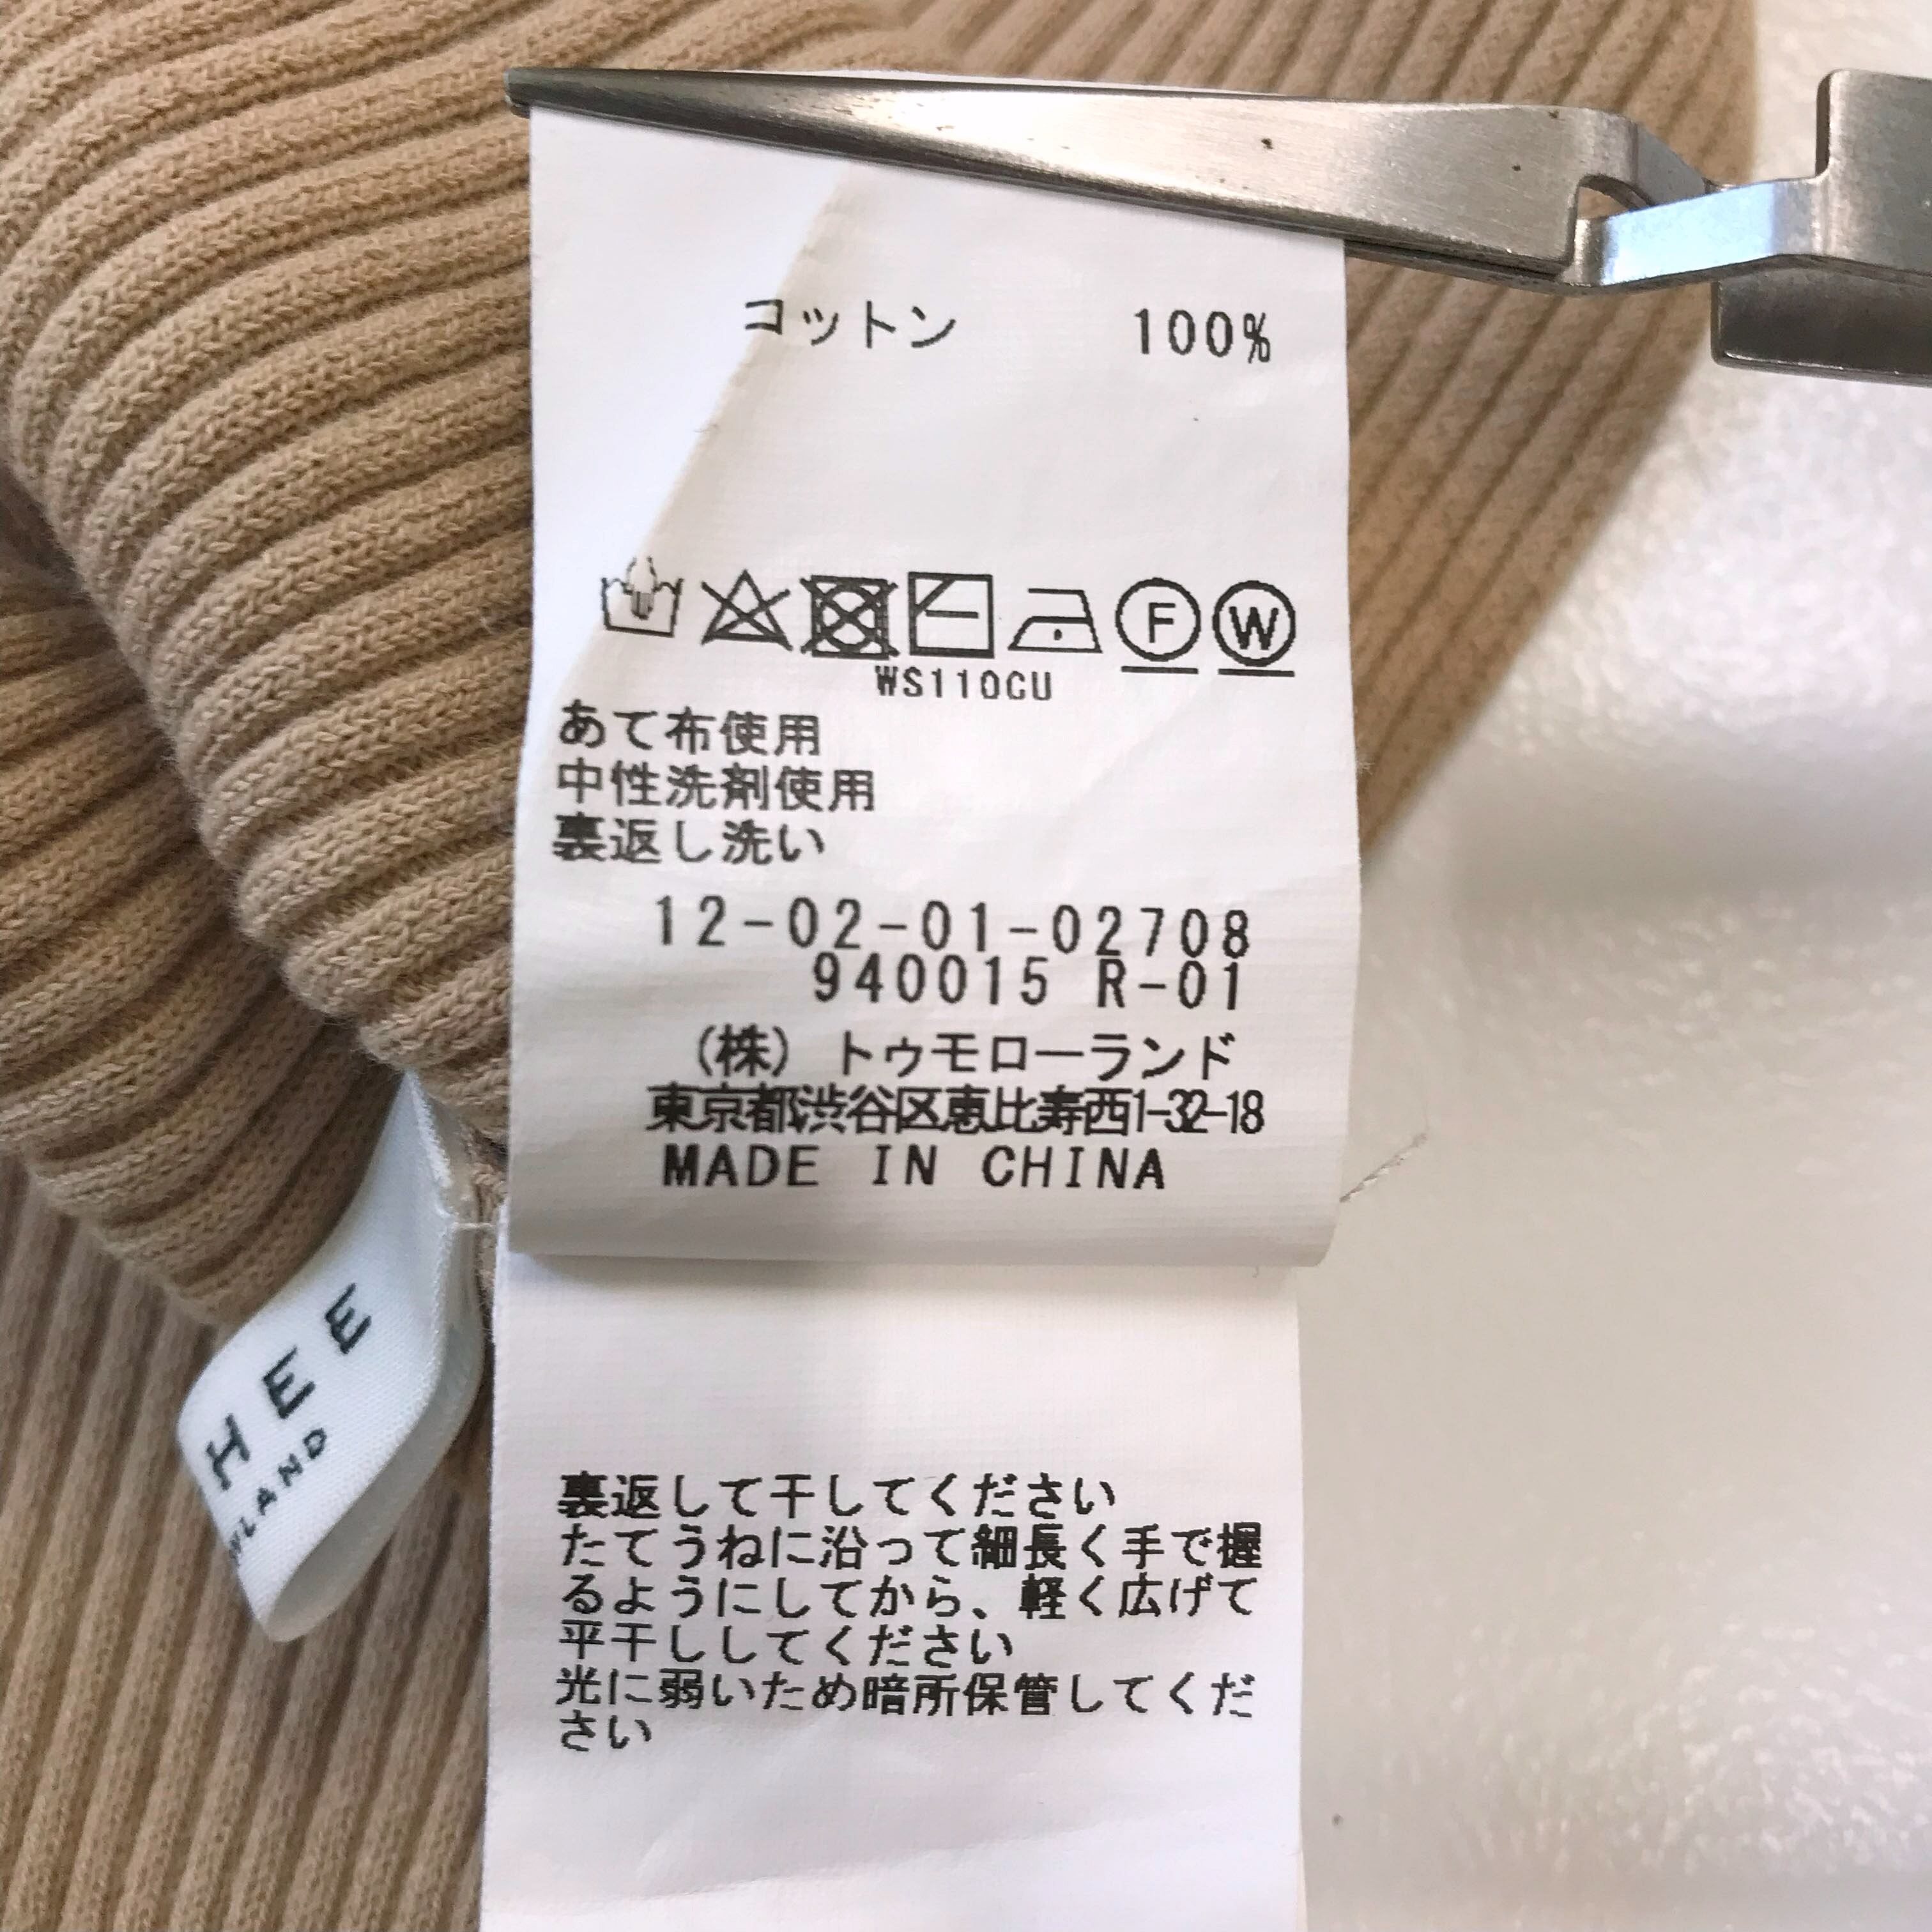 コットン 100%
F W
WS110CU
あて布使用
中性洗剤使用
裏返し洗い
12-02-01-02708
940015 R-01
(株) トゥモローランド
東京都渋谷区恵比寿西1-32-18
MADE IN CHINA
HEE
WLAND
裏返して干してください
たてうねに沿って細長く手で握
るようにしてから、軽く広げて
平干ししてください
光に弱いため暗所保管してくだ
さい